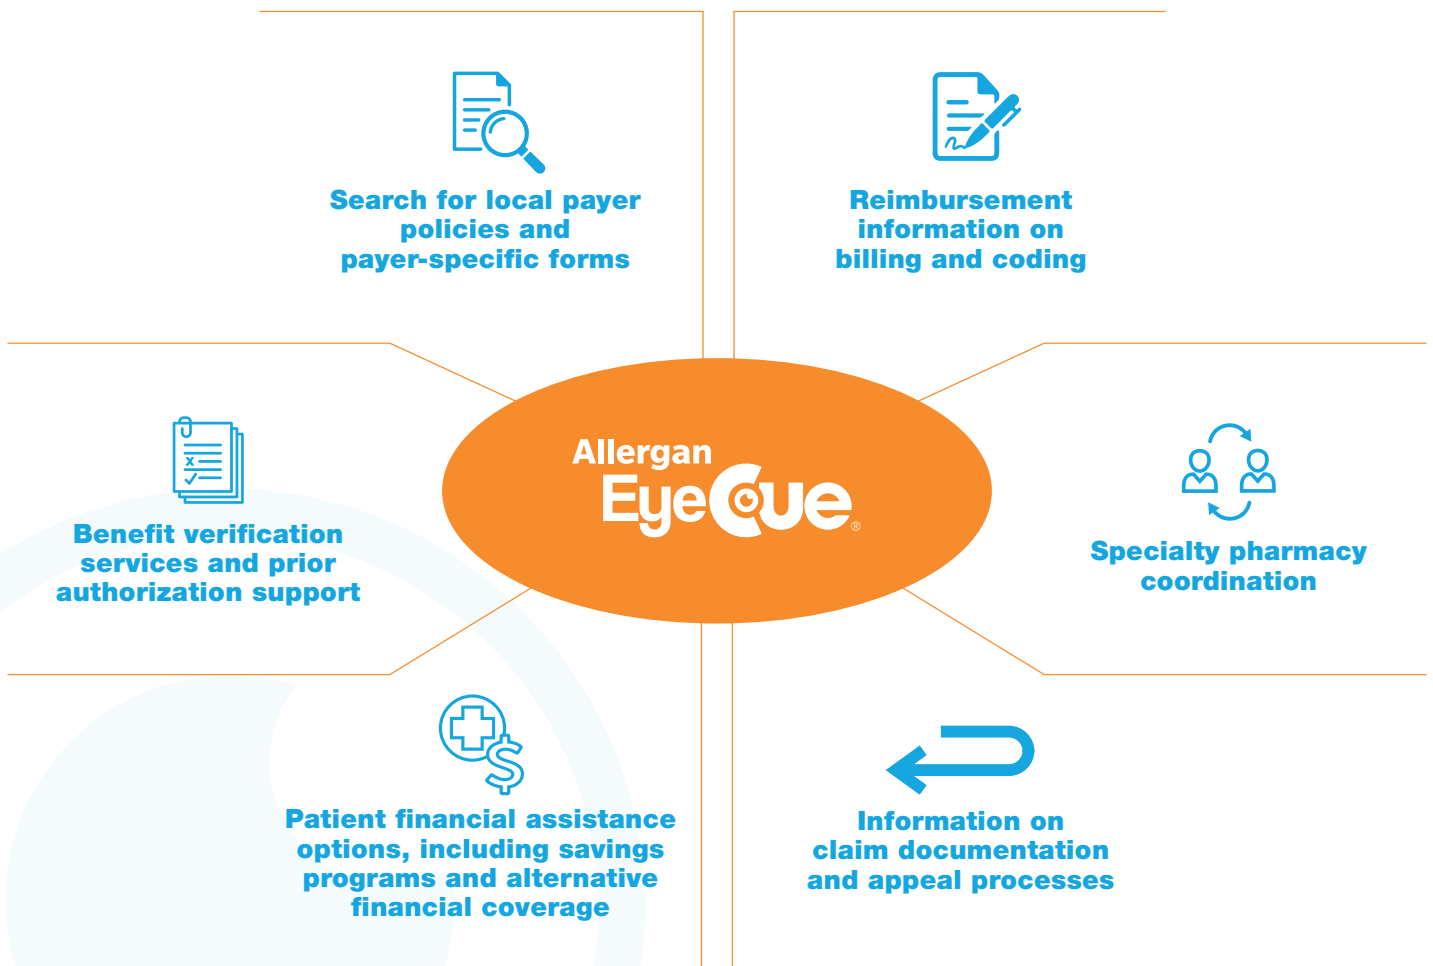 Search for local payer
policies and
payer-specific forms
Reimbursement
information on
billing and coding
Allergan
EyeCue®
Benefit verification
services and prior
authorization support
Specialty pharmacy
coordination
Patient financial assistance
options, including savings
programs and alternative
financial coverage
Information on
claim documentation
and appeal processes